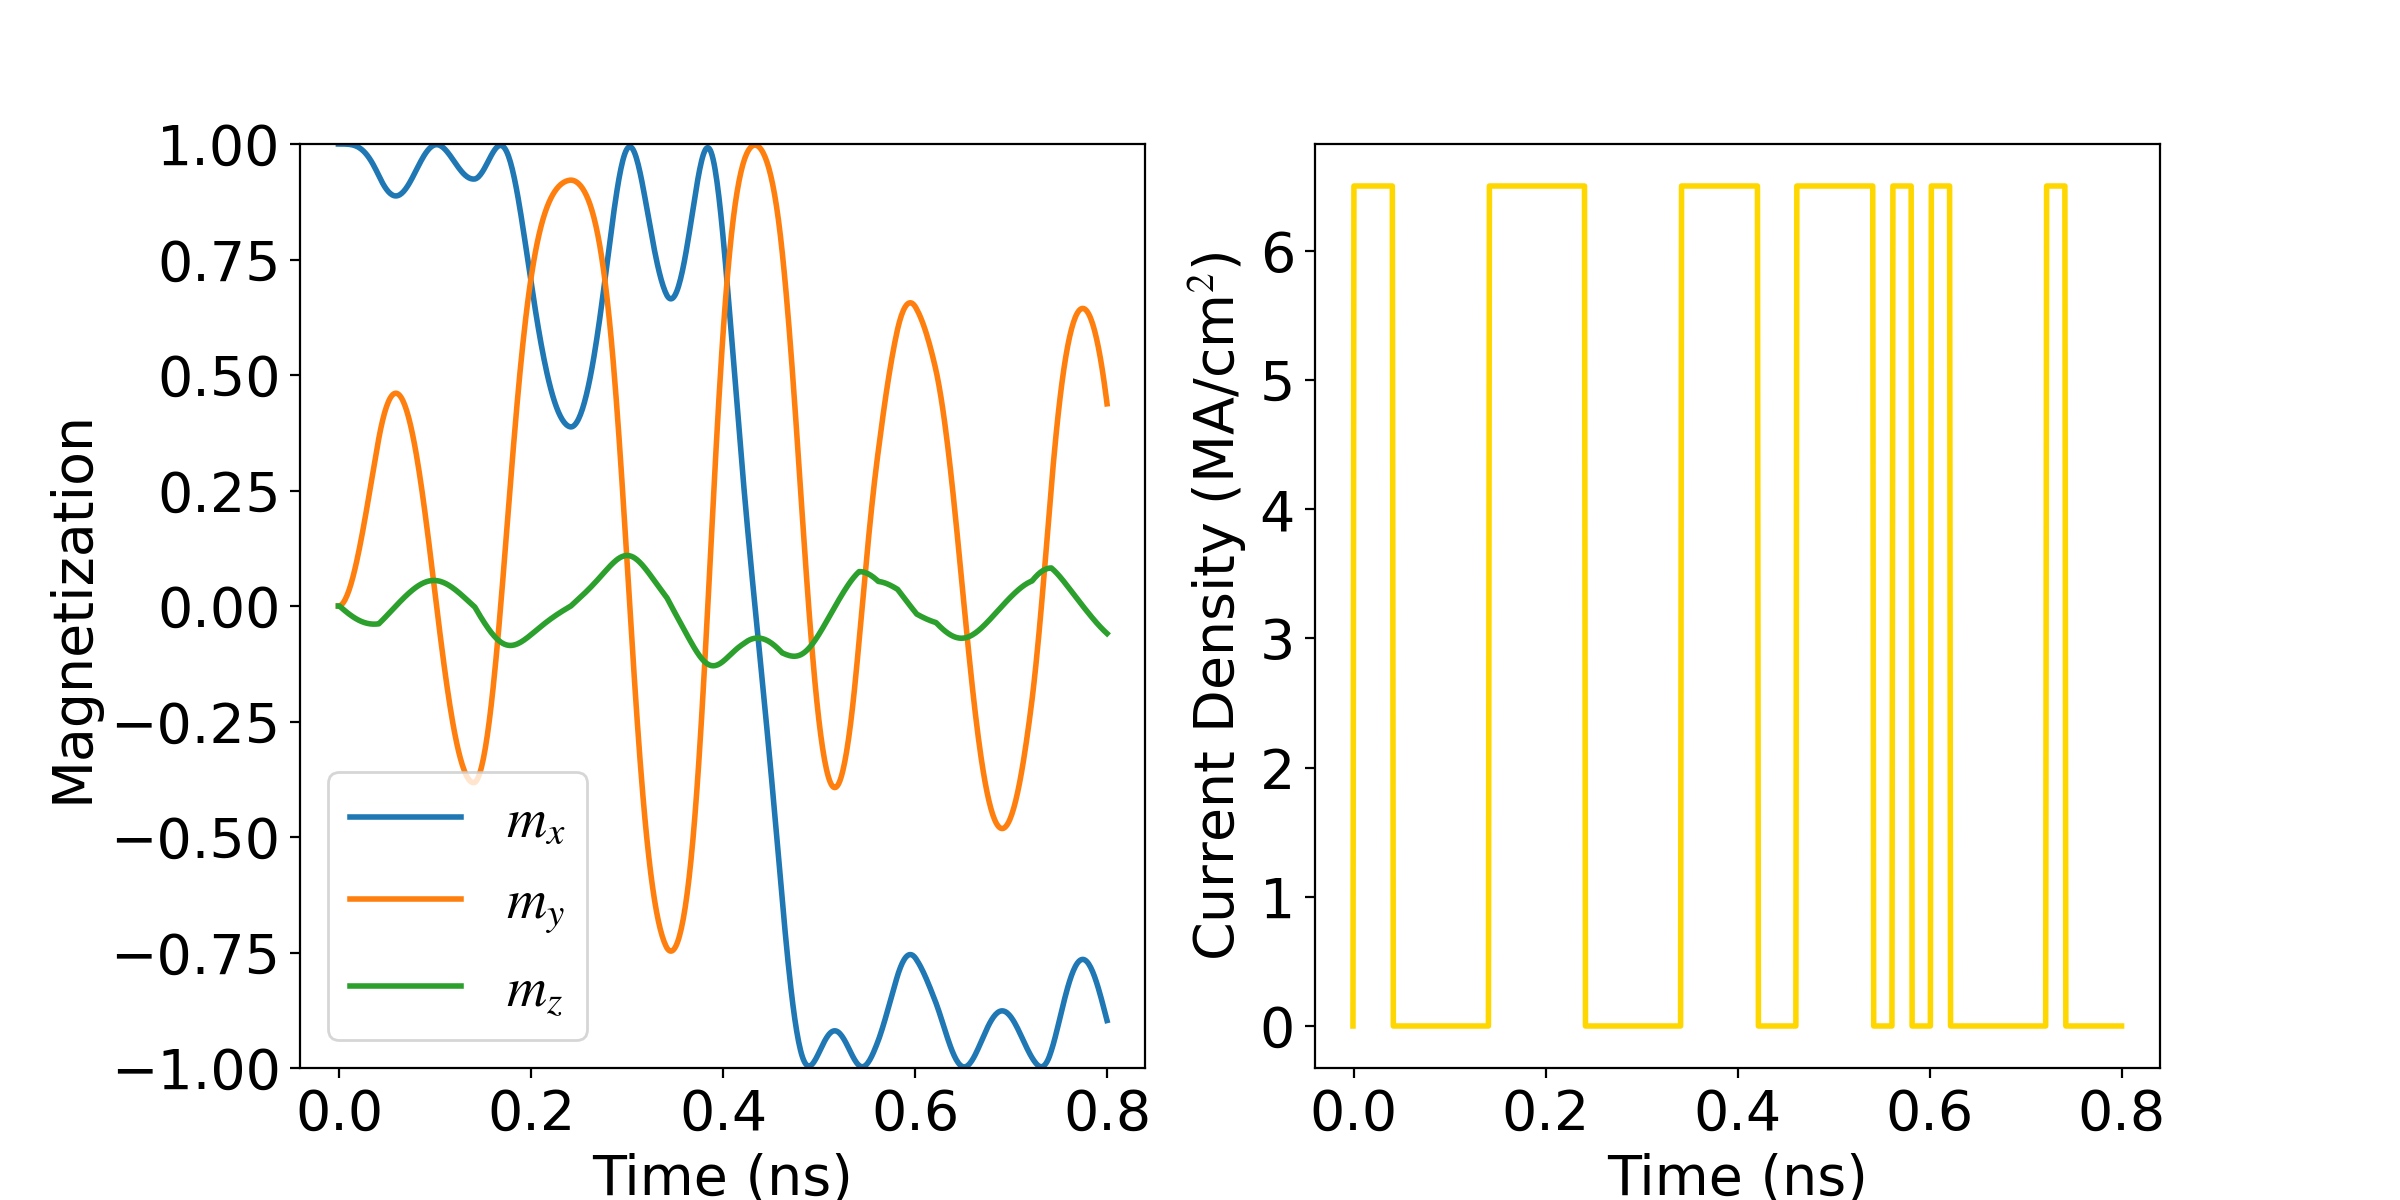 1.00
0.75
0.50
0.25
0.00
−0.25
−0.50
−0.75
−1.00
Magnetization
m_x
m_y
m_z
0.0 0.2 0.4 0.6 0.8
Time (ns)
6
5
4
3
2
1
0
Current Density (MA/cm²)
0.0 0.2 0.4 0.6 0.8
Time (ns)